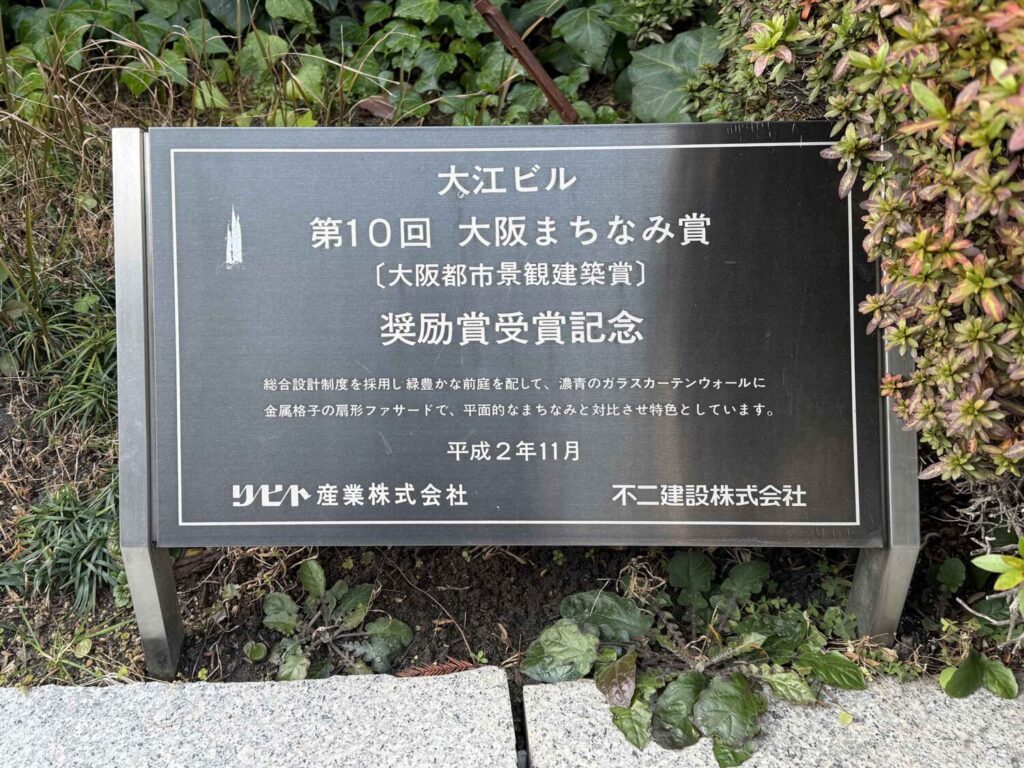 大江ビル
第10回 大阪まちなみ賞
〔大阪都市景観建築賞〕
奨励賞受賞記念
総合設計制度を採用し緑豊かな前庭を配して、濃青のガラスカーテンウォールに
金属格子の扇形ファサードで、平面的なまちなみと対比させ特色としています。
平成2年11月
リビト産業株式会社 不二建設株式会社